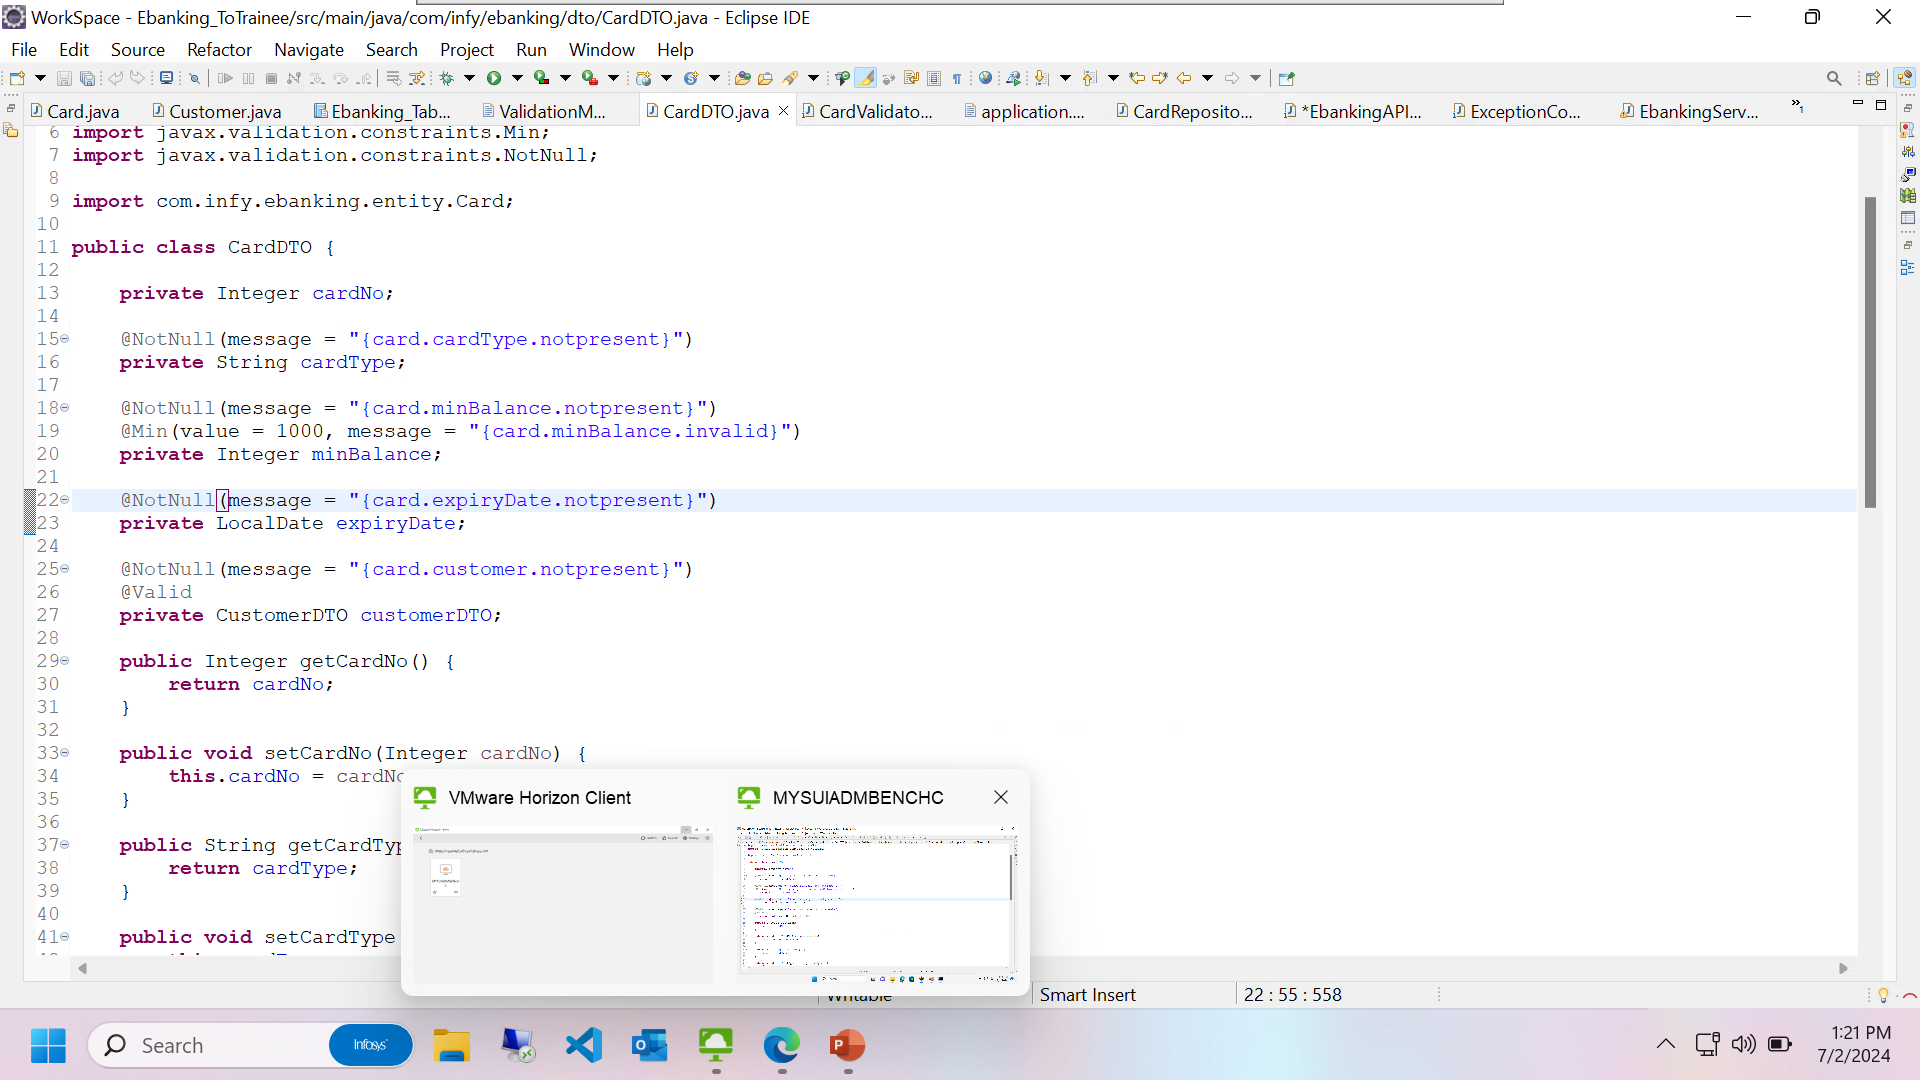 WorkSpace - Ebanking_ToTrainee/src/main/java/com/infy/ebanking/dto/CardDTO.java - Eclipse IDE
File Edit Source Refactor Navigate Search Project Run Window Help
Card.java Customer.java Ebanking_Tab... ValidationM... CardDTO.java CardValidato... application.... CardReposito... *EbankingAPI... ExceptionCo... EbankingServ... »1
6 import javax.validation.constraints.Min;
7 import javax.validation.constraints.NotNull;
8
9 import com.infy.ebanking.entity.Card;
10
11 public class CardDTO {
12
13 private Integer cardNo;
14
15 @NotNull(message = "{card.cardType.notpresent}")
16 private String cardType;
17
18 @NotNull(message = "{card.minBalance.notpresent}")
19 @Min(value = 1000, message = "{card.minBalance.invalid}")
20 private Integer minBalance;
21
22 @NotNull(message = "{card.expiryDate.notpresent}")
23 private LocalDate expiryDate;
24
25 @NotNull(message = "{card.customer.notpresent}")
26 @Valid
27 private CustomerDTO customerDTO;
28
29 public Integer getCardNo() {
30 return cardNo;
31 }
32
33 public void setCardNo(Integer cardNo) {
34 this.cardNo = cardNo
35 }
36
37 public String getCardTyp
38 return cardType;
39 }
40
41 public void setCardType
VMware Horizon Client MYSUIADMBENCHC
Writable Smart Insert 22 : 55 : 558
Search Infosys
1:21 PM
7/2/2024